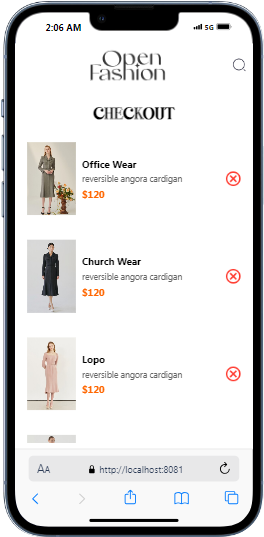 2:06 AM
5G
Open
Fashion
CHECKOUT
Office Wear
reversible angora cardigan
$120
Church Wear
reversible angora cardigan
$120
Lopo
reversible angora cardigan
$120
AA
http://localhost:8081